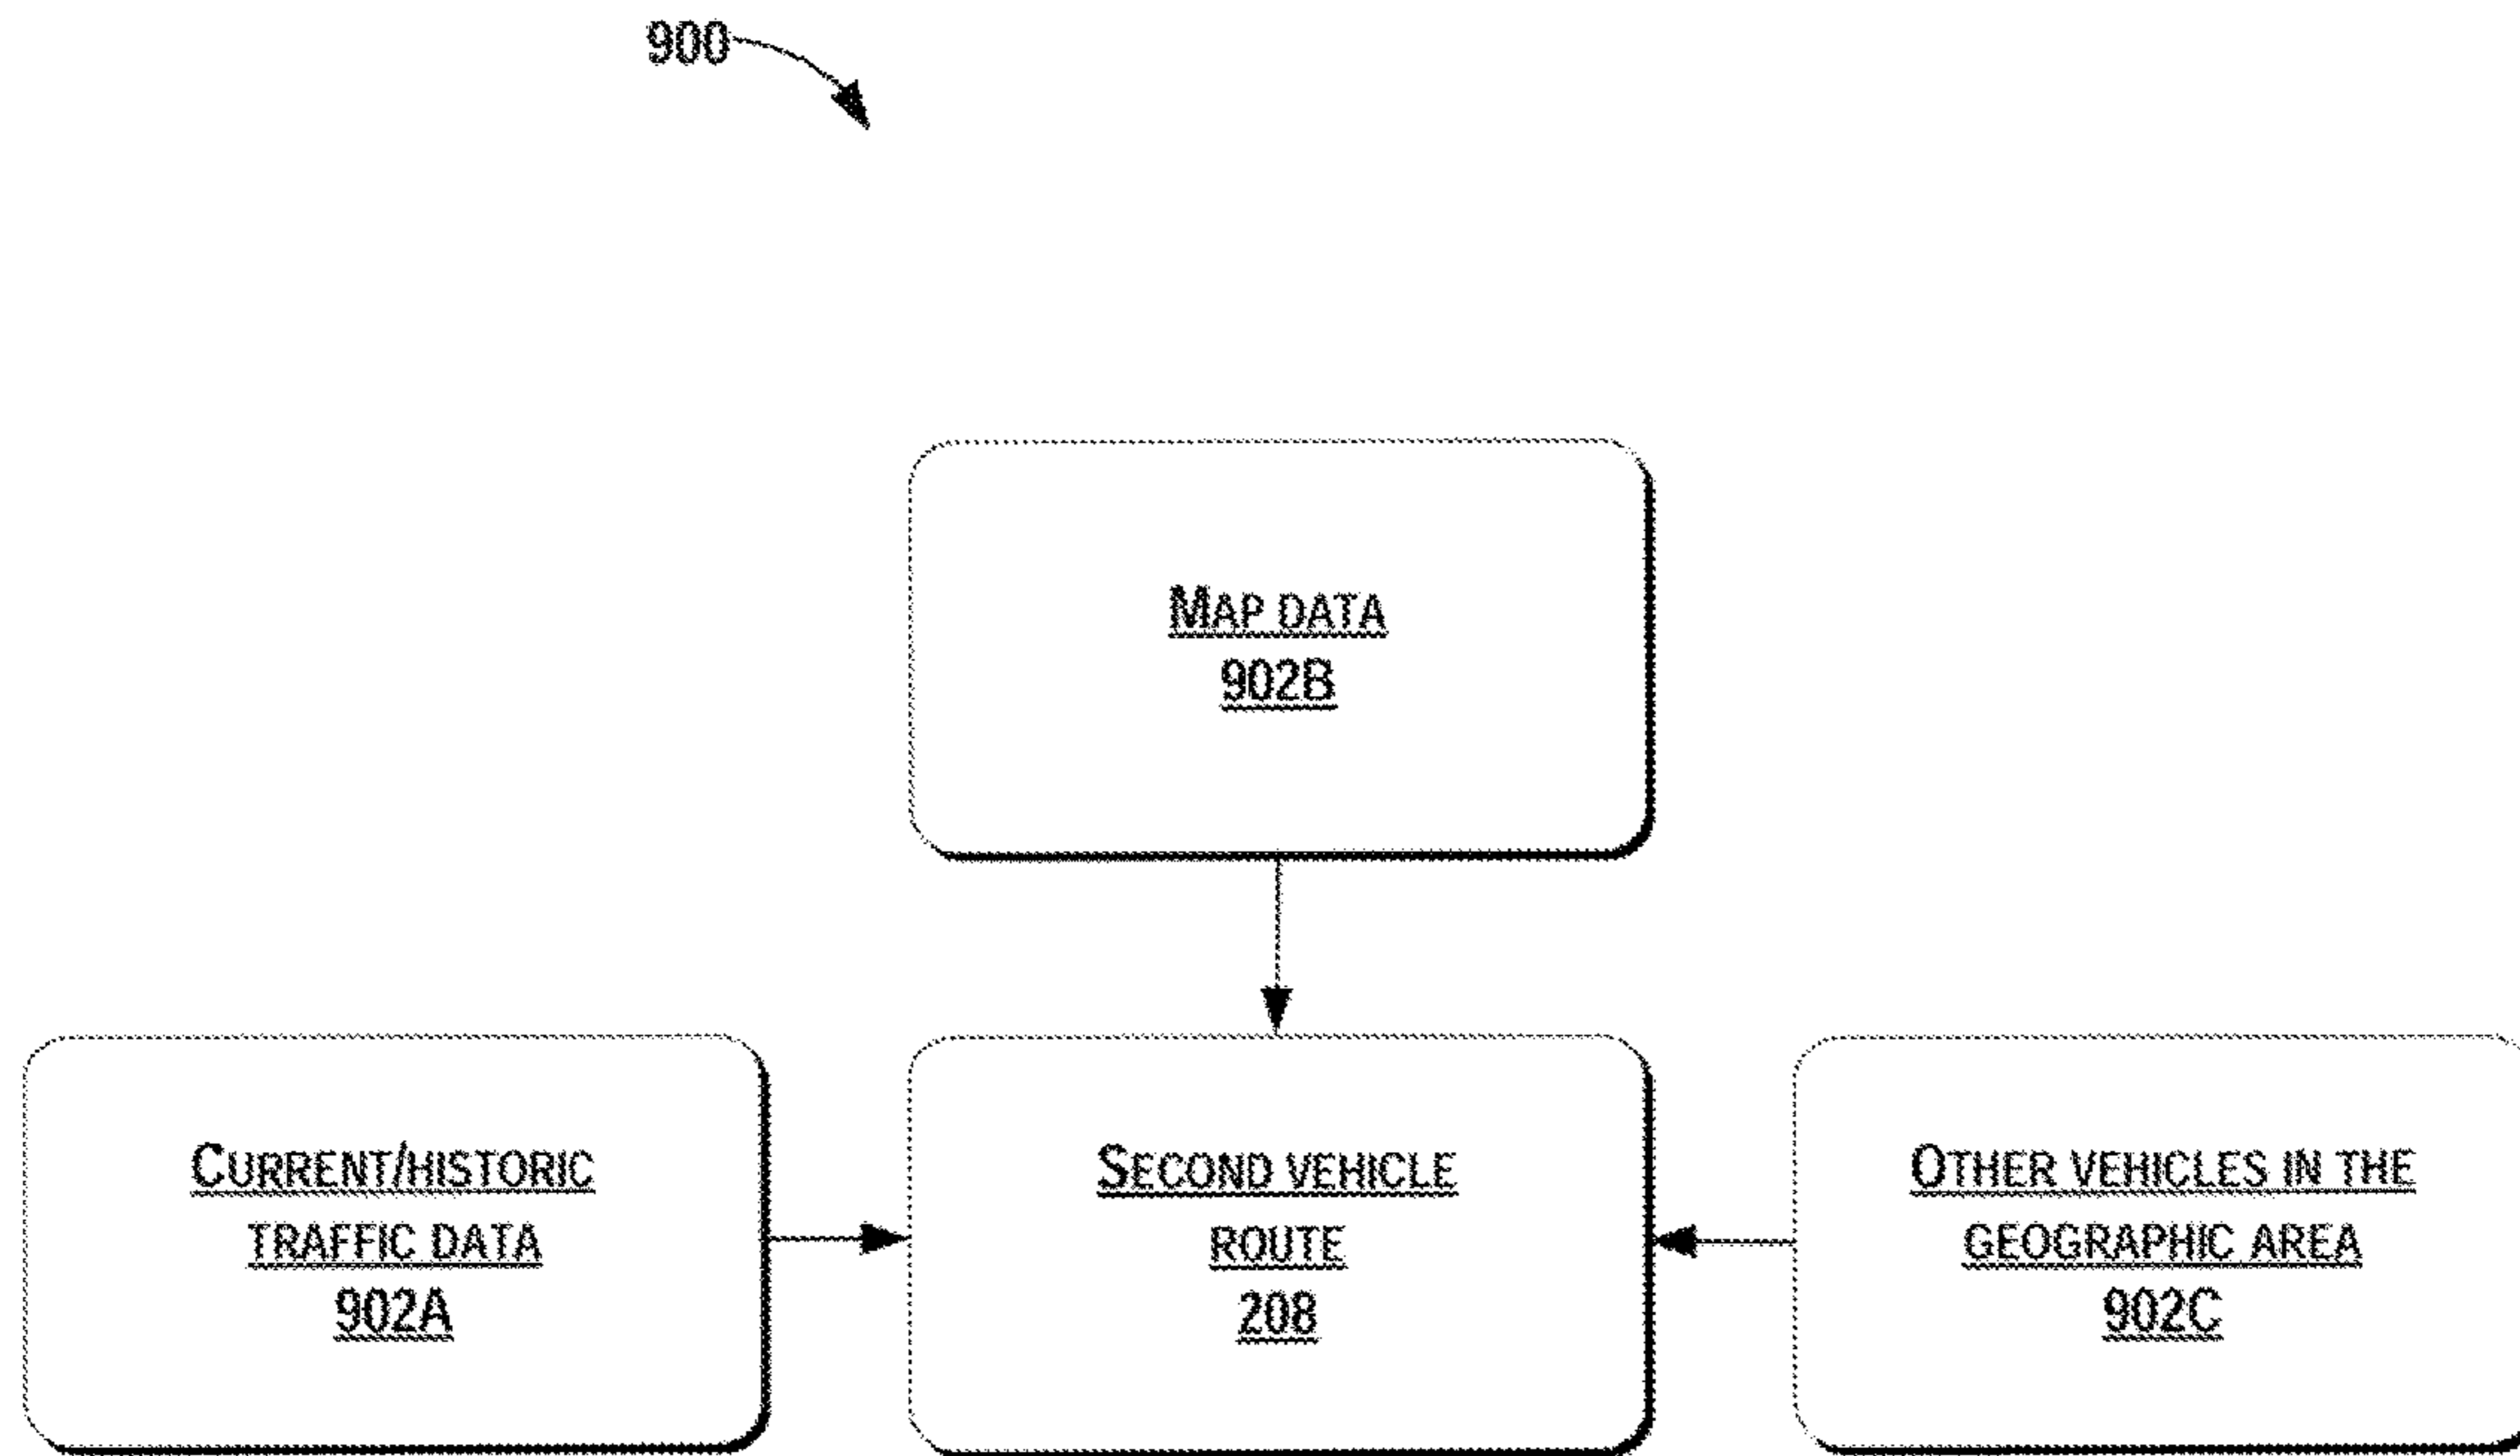 900
MAP DATA
902B
CURRENT/HISTORIC
TRAFFIC DATA
902A
SECOND VEHICLE
ROUTE
208
OTHER VEHICLES IN THE
GEOGRAPHIC AREA
902C